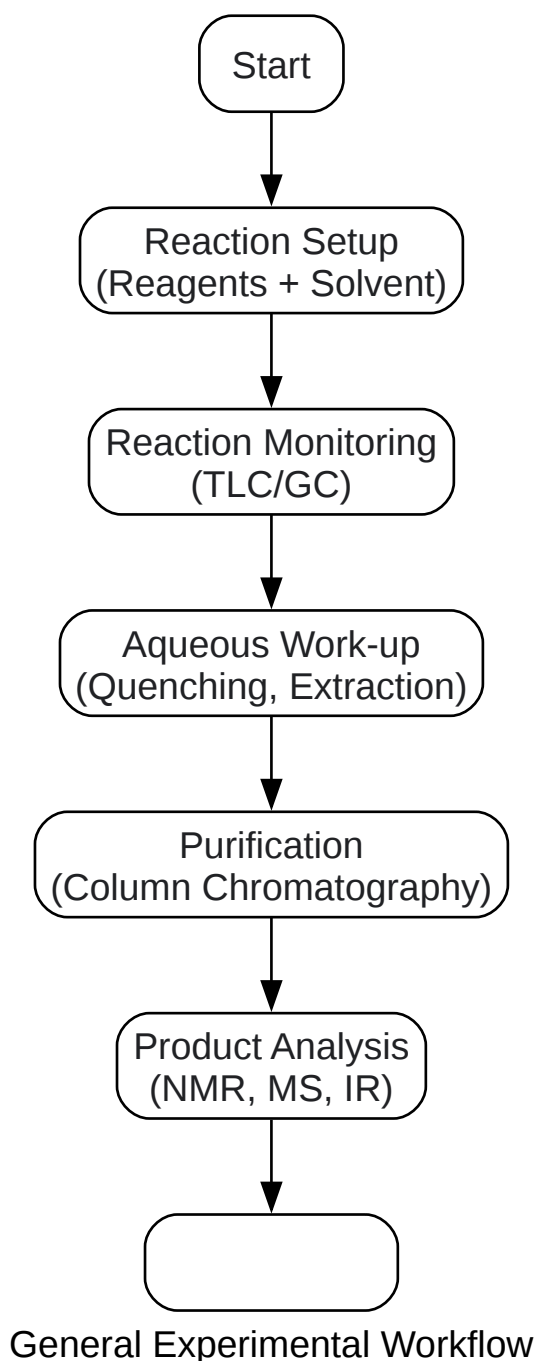 Start
Reaction Setup
(Reagents + Solvent)
Reaction Monitoring
(TLC/GC)
Aqueous Work-up
(Quenching, Extraction)
Purification
(Column Chromatography)
Product Analysis
(NMR, MS, IR)
General Experimental Workflow